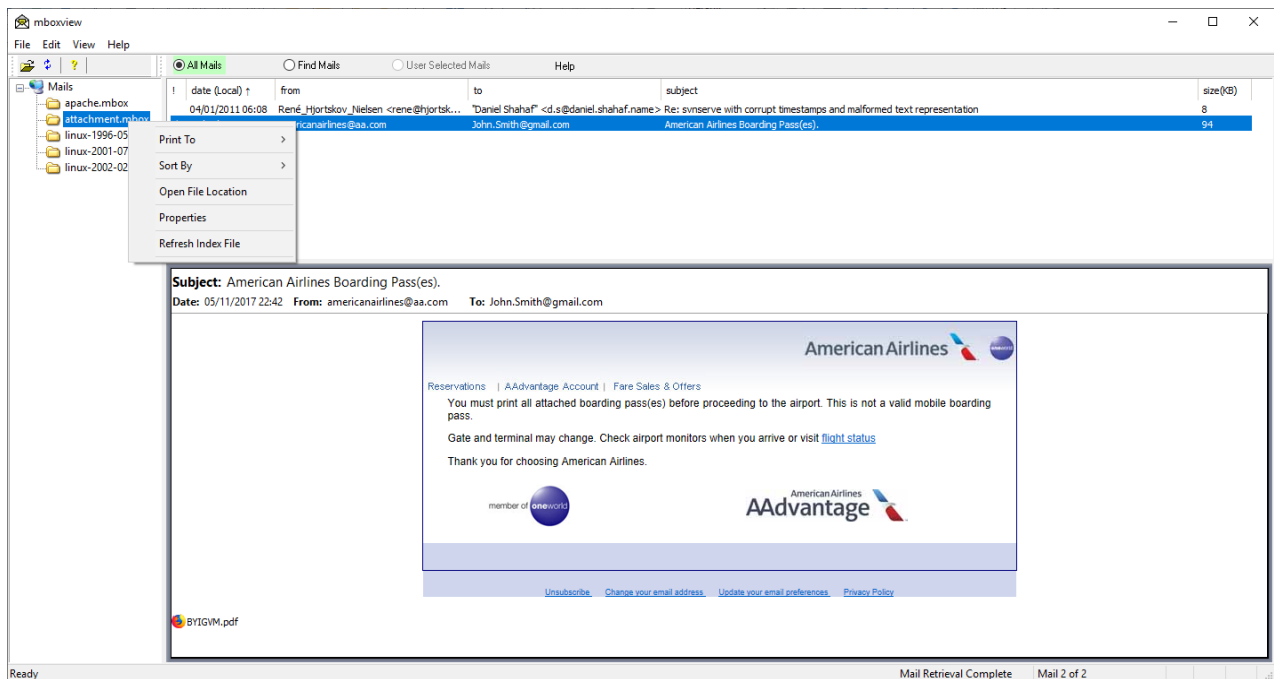 mboxview
File Edit View Help
? All Mails Find Mails User Selected Mails Help
Mails
apache.mbox
attachment.mbox
linux-1996-05
linux-2001-07
linux-2002-02
Print To
Sort By
Open File Location
Properties
Refresh Index File
! date (Local) ↑ from to subject size(KB)
04/01/2011 06:08 René_Hjortskov_Nielsen <rene@hjortsk... "Daniel Shahaf" <d.s@daniel.shahaf.name> Re: svnserve with corrupt timestamps and malformed text representation 8
ricanairlines@aa.com John.Smith@gmail.com American Airlines Boarding Pass(es). 94
Subject: American Airlines Boarding Pass(es).
Date: 05/11/2017 22:42 From: americanairlines@aa.com To: John.Smith@gmail.com
American Airlines oneworld
Reservations | AAdvantage Account | Fare Sales & Offers
You must print all attached boarding pass(es) before proceeding to the airport. This is not a valid mobile boarding
pass.
Gate and terminal may change. Check airport monitors when you arrive or visit flight status
Thank you for choosing American Airlines.
member of oneworld
American Airlines
AAdvantage
Unsubscribe Change your email address Update your email preferences Privacy Policy
BYIGVM.pdf
Ready Mail Retrieval Complete Mail 2 of 2